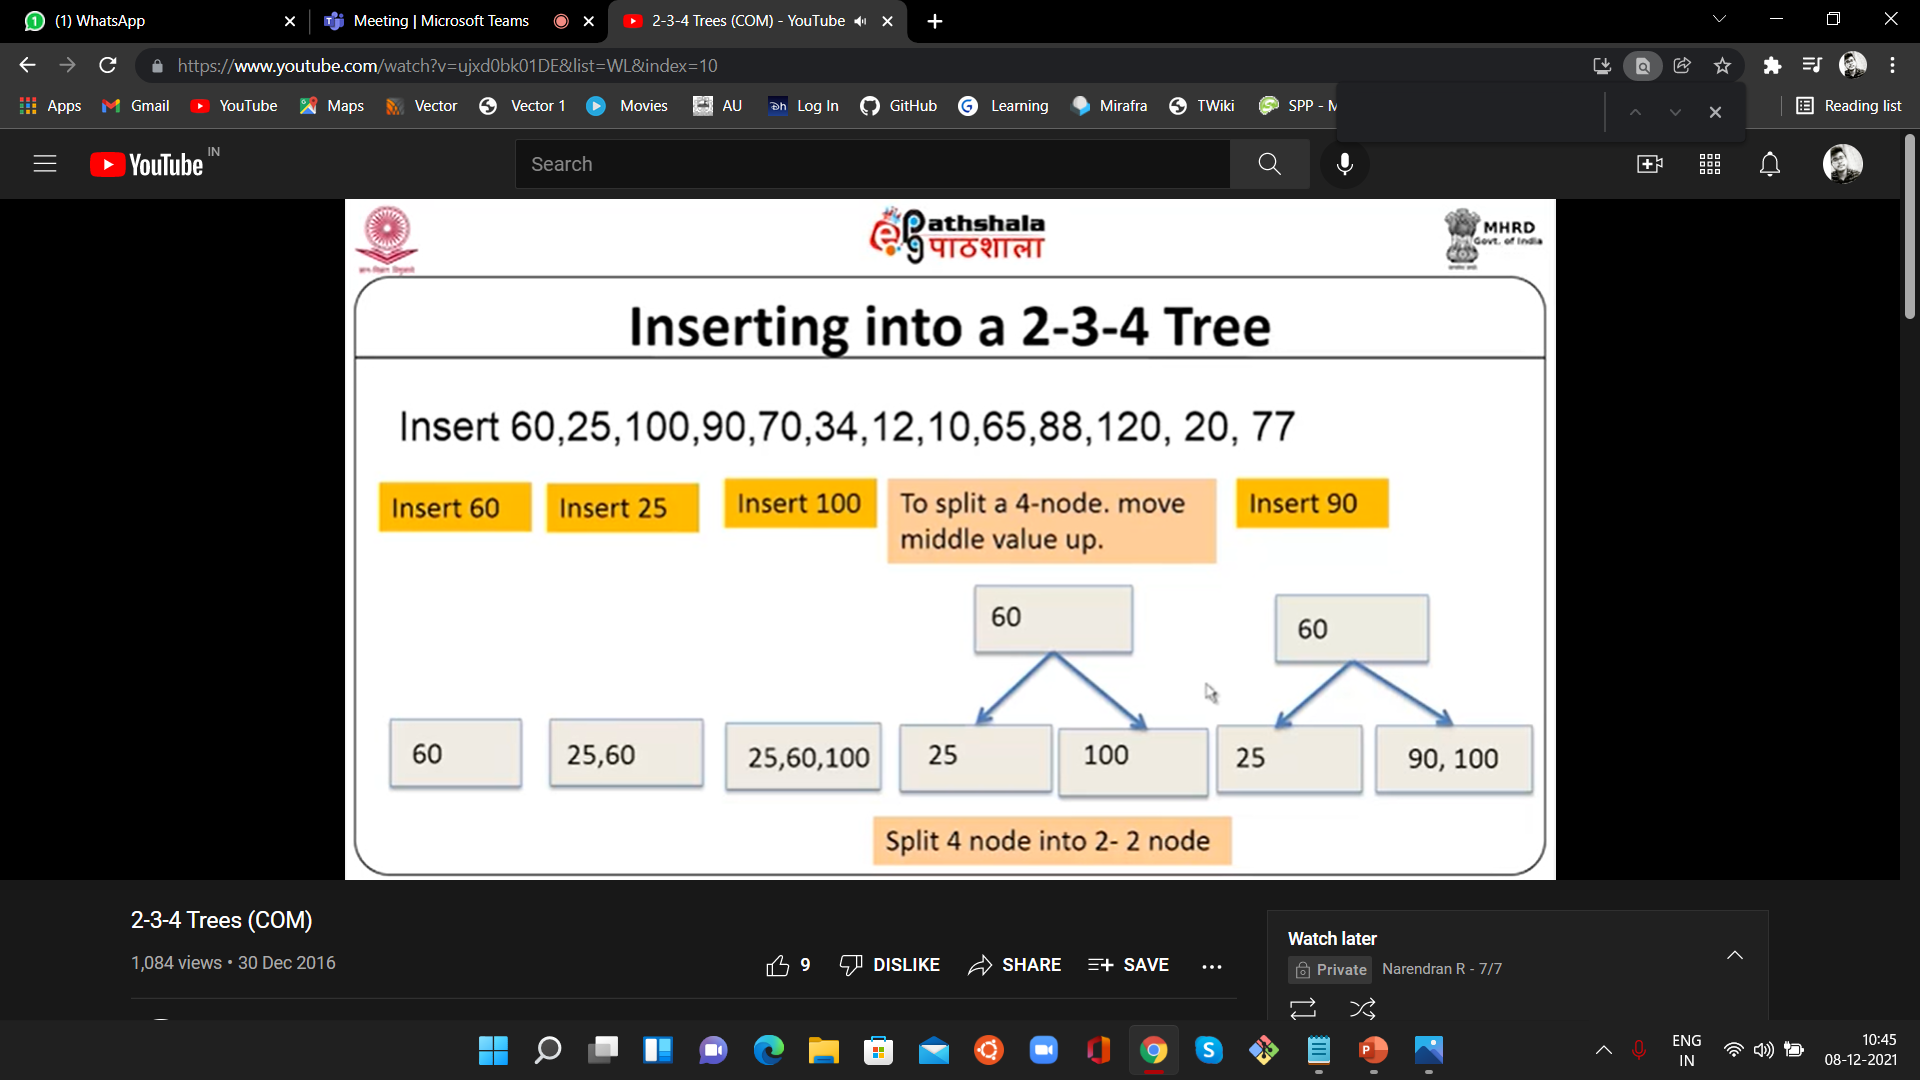 (1) WhatsApp
Meeting | Microsoft Teams
2-3-4 Trees (COM) - YouTube
https://www.youtube.com/watch?v=ujxd0bk01DE&list=WL&index=10
Apps Gmail YouTube Maps Vector Vector 1 Movies AU Log In GitHub Learning Mirafra TWiki SPP - M Reading list
YouTube IN
Search
ePathshala
पाठशाला
MHRD
Govt. of India
Inserting into a 2-3-4 Tree
Insert 60,25,100,90,70,34,12,10,65,88,120, 20, 77
Insert 60
Insert 25
Insert 100
To split a 4-node. move
middle value up.
Insert 90
60
60
60
25,60
25,60,100
25
100
25
90, 100
Split 4 node into 2- 2 node
2-3-4 Trees (COM)
1,084 views • 30 Dec 2016
9 DISLIKE SHARE SAVE
Watch later
Private Narendran R - 7/7
ENG
IN
10:45
08-12-2021